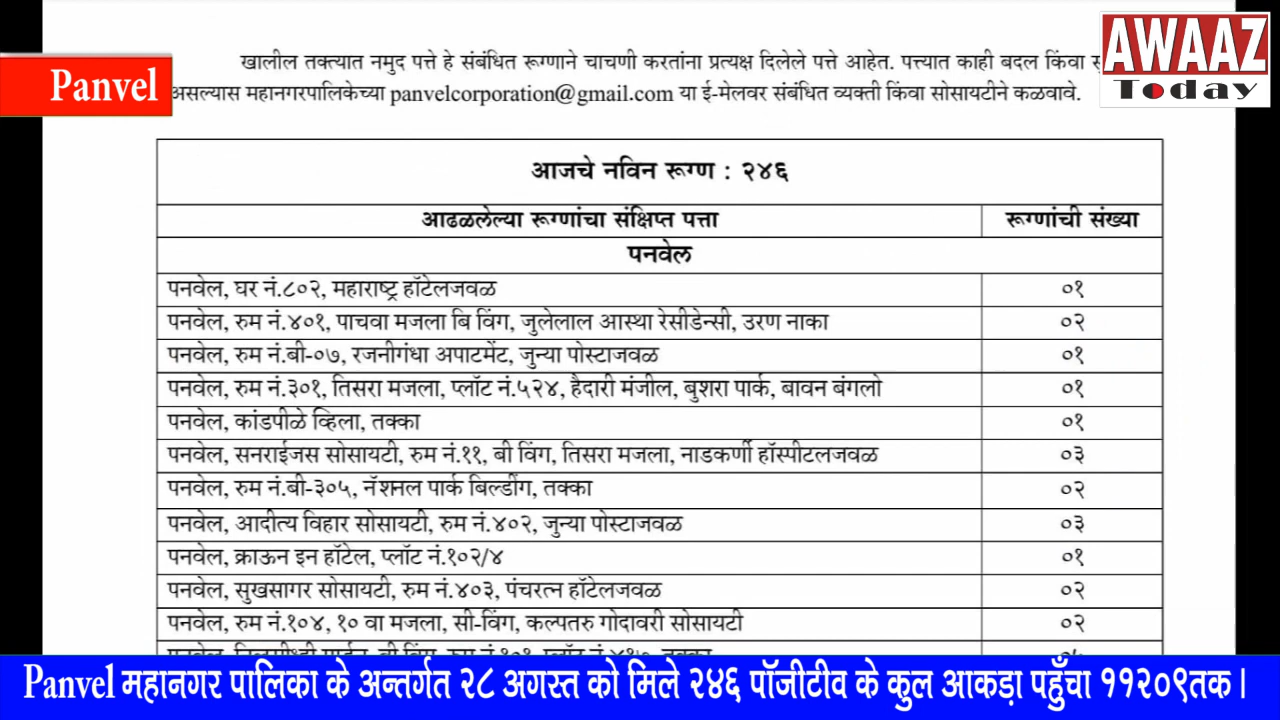 खालील तक्त्यात नमुद पत्ते हे संबंधित रूग्णाने चाचणी करतांना प्रत्यक्ष दिलेले पत्ते आहेत. पत्त्यात काही बदल किंवा
असल्यास महानगरपालिकेच्या panvelcorporation@gmail.com या ई-मेलवर संबंधित व्यक्ती किंवा सोसायटीने कळवावे.
Panvel
AWAAZ
Today
आजचे नविन रूग्ण : २४६
आढळलेल्या रूग्णांचा संक्षिप्त पत्ता रूग्णांची संख्या
पनवेल
पनवेल, घर नं.८०२, महाराष्ट्र हॉटेलजवळ ०१
पनवेल, रुम नं.४०१, पाचवा मजला बि विंग, जुलेलाल आस्था रेसीडेन्सी, उरण नाका ०२
पनवेल, रुम नं.बी-०७, रजनीगंधा अपाटमेंट, जुन्या पोस्टाजवळ ०१
पनवेल, रुम नं.३०१, तिसरा मजला, प्लॉट नं.५२४, हैदारी मंजील, बुशरा पार्क, बावन बंगलो ०१
पनवेल, कांडपीळे व्हिला, तक्का ०१
पनवेल, सनराईजस सोसायटी, रुम नं.११, बी विंग, तिसरा मजला, नाडकर्णी हॉस्पीटलजवळ ०३
पनवेल, रुम नं.बी-३०५, नॅशनल पार्क बिल्डींग, तक्का ०२
पनवेल, आदीत्य विहार सोसायटी, रुम नं.४०२, जुन्या पोस्टाजवळ ०३
पनवेल, क्राऊन इन हॉटेल, प्लॉट नं.१०२/४ ०१
पनवेल, सुखसागर सोसायटी, रुम नं.४०३, पंचरत्न हॉटेलजवळ ०२
पनवेल, रुम नं.१०४, १० वा मजला, सी-विंग, कल्पतरु गोदावरी सोसायटी ०२
Panvel महानगर पालिका के अन्तर्गत २८ अगस्त को मिले २४६ पॉजीटीव के कुल आकड़ा पहुँचा ११२०९तक।